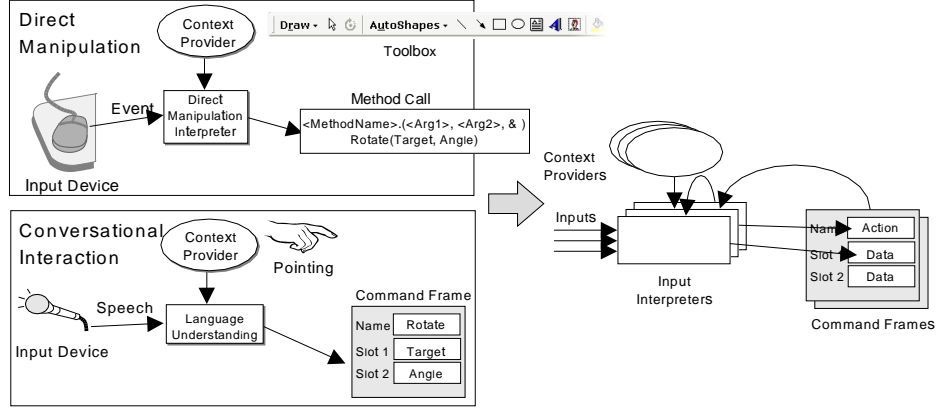 Direct
Manipulation
Context
Provider
Draw
AutoShapes
Toolbox
Event
Direct
Manipulation
Interpreter
Method Call
<MethodName>.(<Arg1>, <Arg2>, & )
Rotate(Target, Angle)
Input Device
Conversational
Interaction
Context
Provider
Pointing
Speech
Language
Understanding
Input Device
Command Frame
Name Rotate
Slot 1 Target
Slot 2 Angle
Context
Providers
Inputs
Input
Interpreters
Name Action
Slot Data
Slot 2 Data
Command Frames